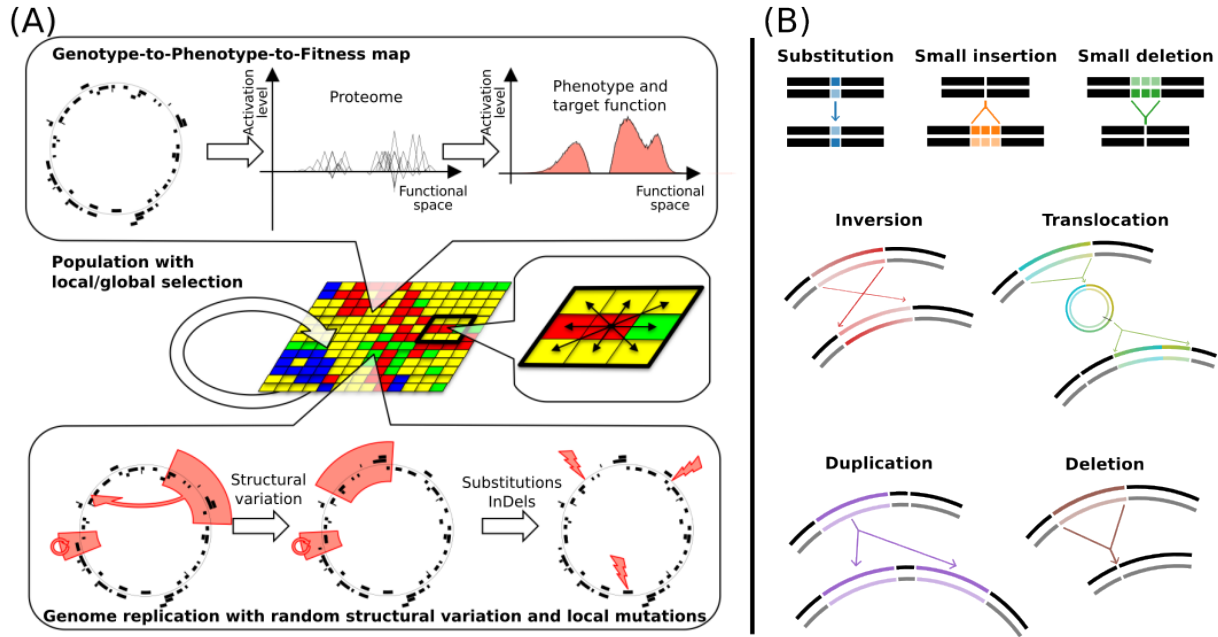 (A)
Genotype-to-Phenotype-to-Fitness map
Activation
level
Proteome
Functional
space
Activation
level
Phenotype and
target function
Functional
space
Population with
local/global selection
Structural
variation
Substitutions
InDels
Genome replication with random structural variation and local mutations
(B)
Substitution
Small insertion
Small deletion
Inversion
Translocation
Duplication
Deletion